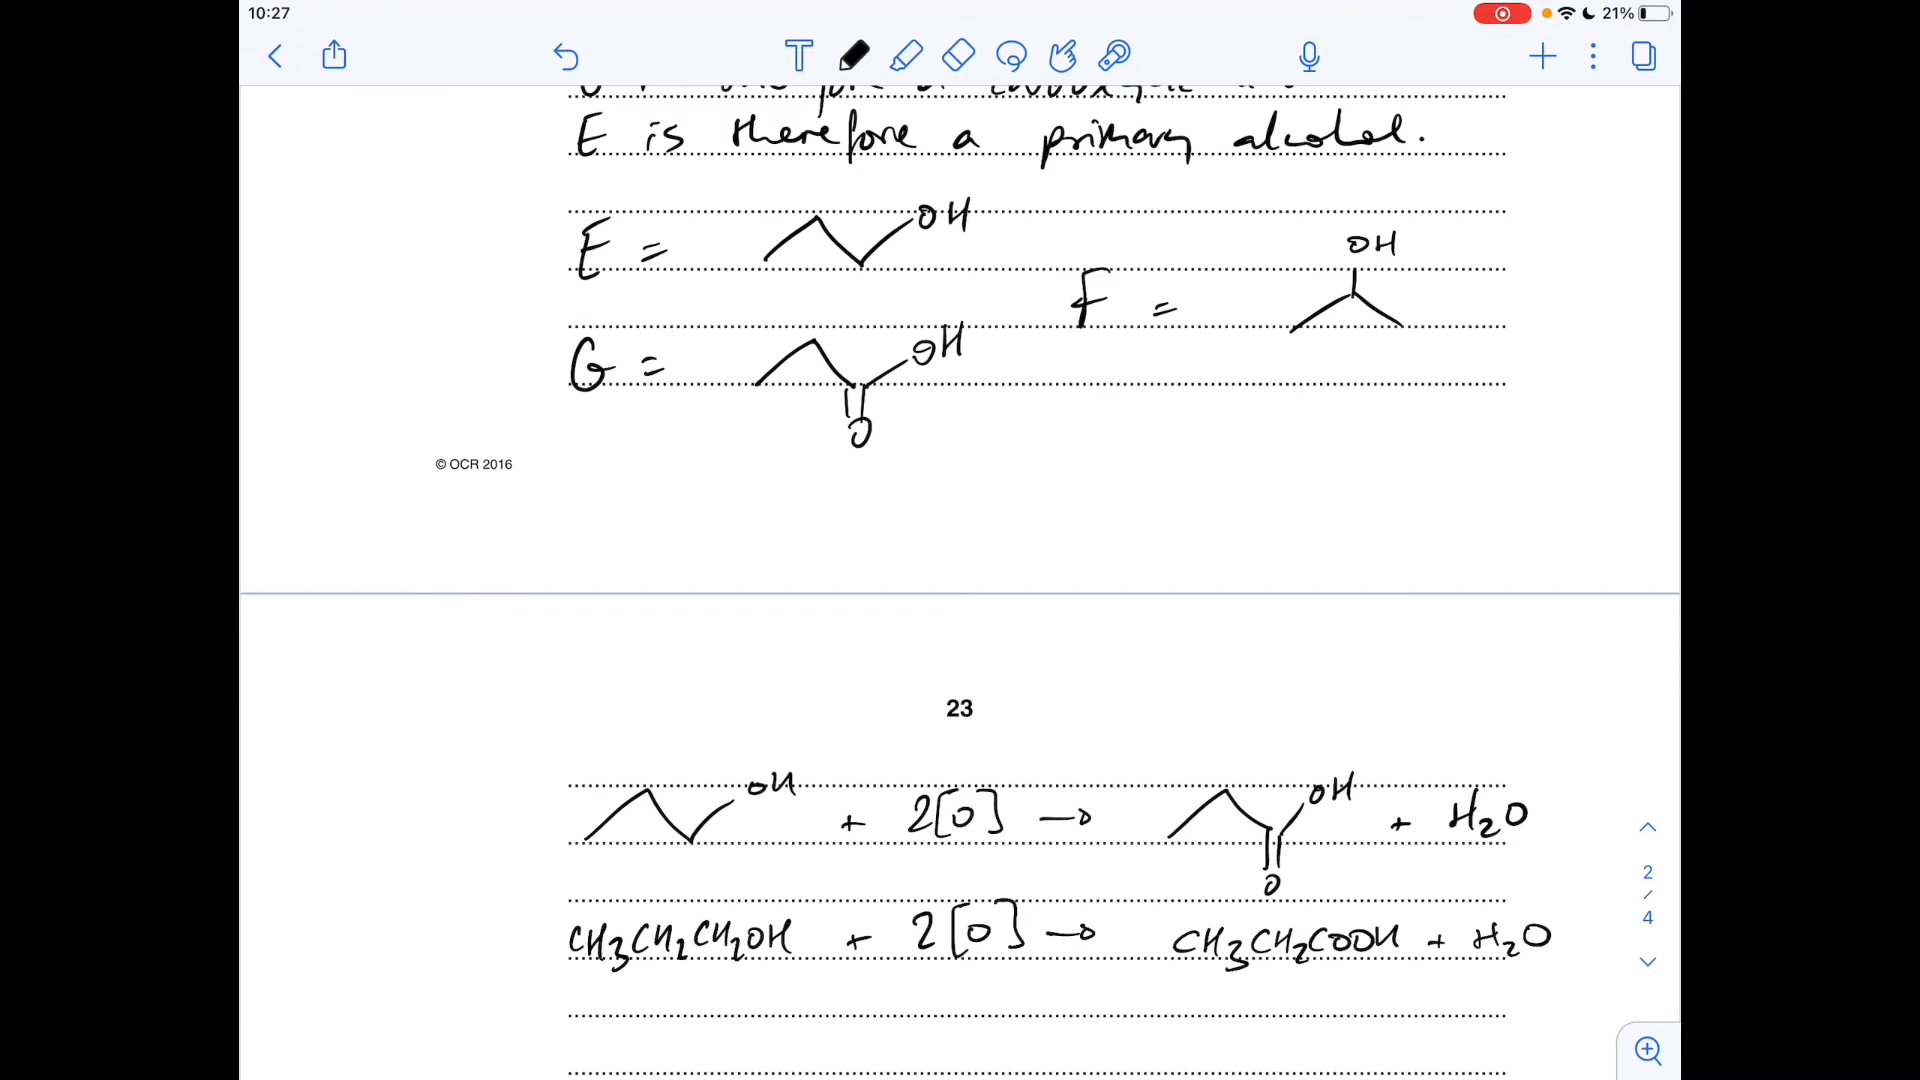 10:27
21%
E is therefore a primary alcohol.
E = OH
F = OH
G = OH
O
© OCR 2016
23
OH + 2[O] → OH + H₂O
O
CH₃CH₂CH₂OH + 2[O] → CH₃CH₂COOH + H₂O
2
/
4